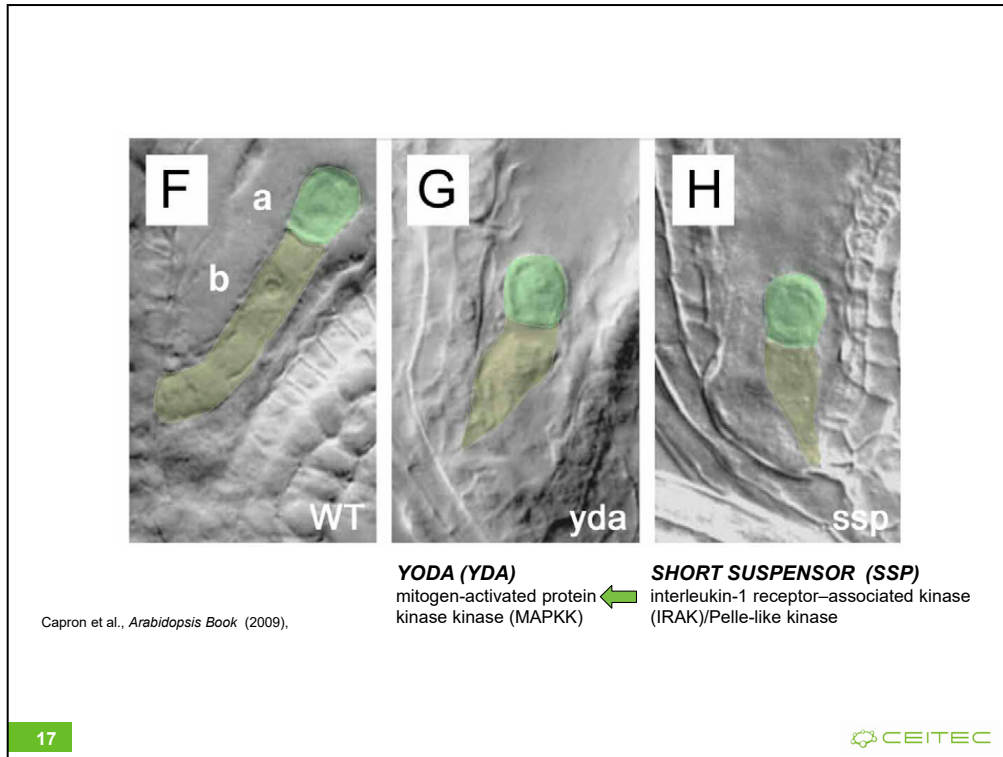 F
a
b
WT
G
yda
H
ssp
YODA (YDA)
mitogen-activated protein
kinase kinase (MAPKK)
SHORT SUSPENSOR (SSP)
interleukin-1 receptor–associated kinase
(IRAK)/Pelle-like kinase
Capron et al., Arabidopsis Book (2009),
17
CEITEC